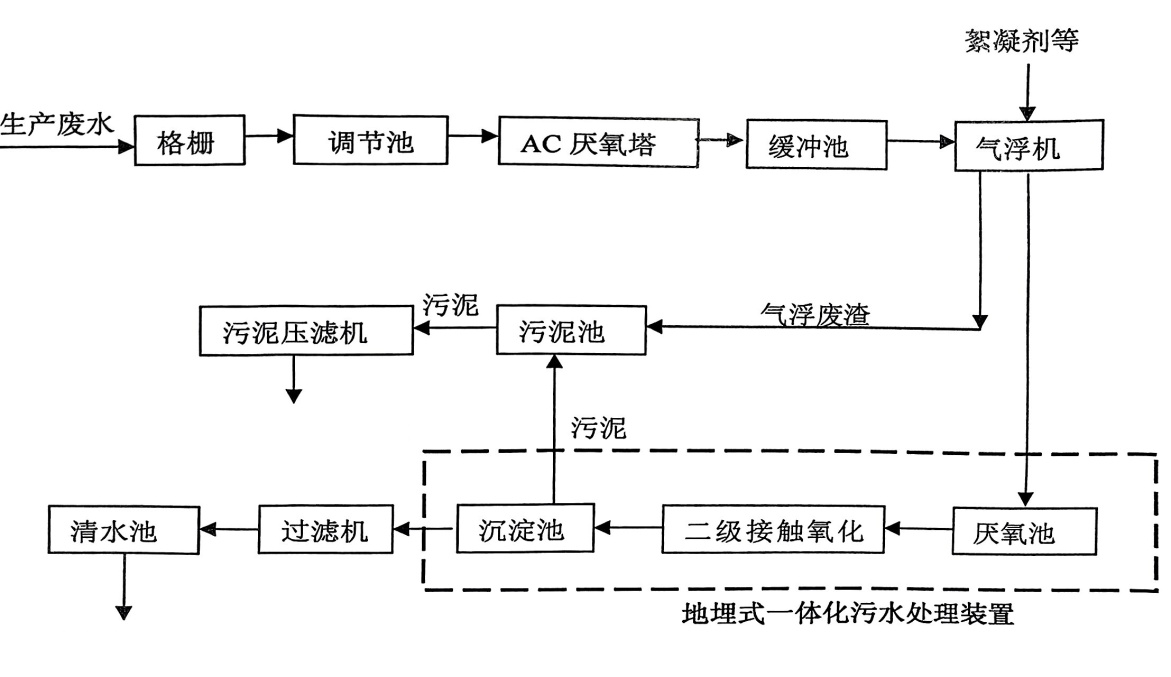 絮凝剂等
生产废水
格栅
调节池
AC 厌氧塔
缓冲池
气浮机
污泥
气浮废渣
污泥压滤机
污泥池
污泥
清水池
过滤机
沉淀池
二级接触氧化
厌氧池
地埋式一体化污水处理装置